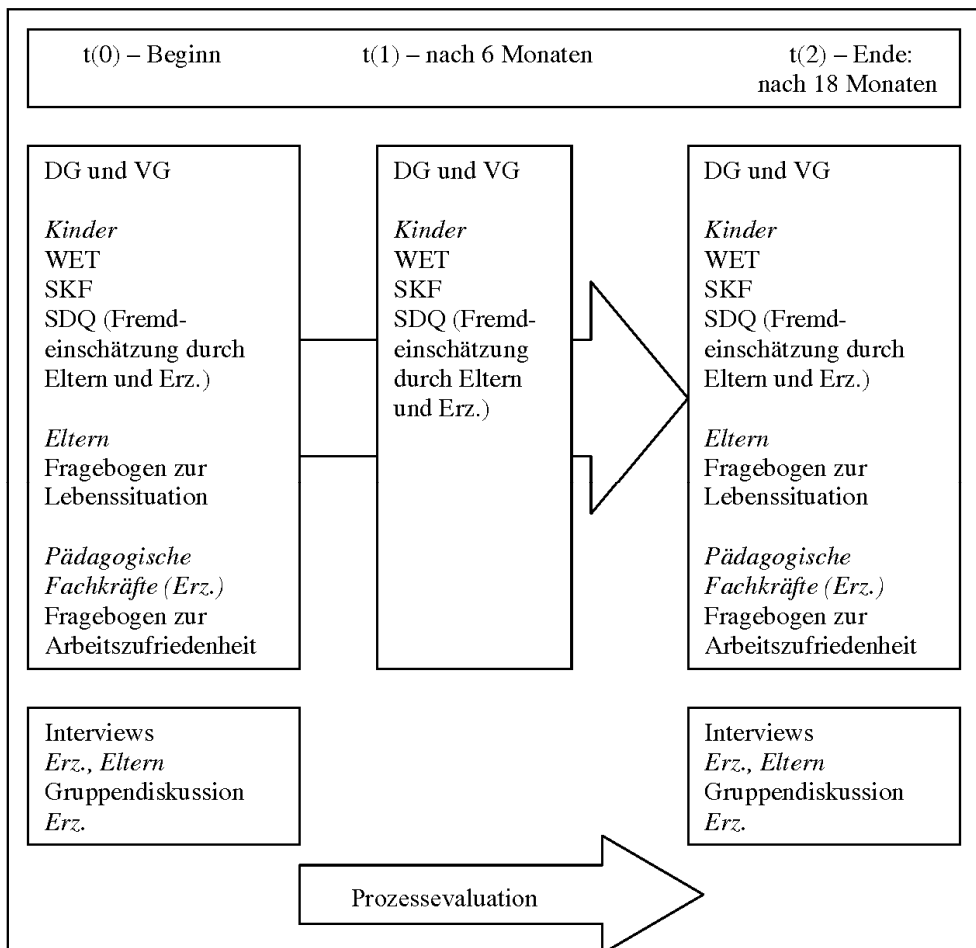 t(0) – Beginn
t(1) – nach 6 Monaten
t(2) – Ende:
nach 18 Monaten
DG und VG
Kinder
WET
SKF
SDQ (Fremd-
einschätzung durch
Eltern und Erz.)
Eltern
Fragebogen zur
Lebenssituation
Pädagogische
Fachkräfte (Erz.)
Fragebogen zur
Arbeitszufriedenheit
DG und VG
Kinder
WET
SKF
SDQ (Fremd-
einschätzung
durch Eltern
und Erz.)
DG und VG
Kinder
WET
SKF
SDQ (Fremd-
einschätzung durch
Eltern und Erz.)
Eltern
Fragebogen zur
Lebenssituation
Pädagogische
Fachkräfte (Erz.)
Fragebogen zur
Arbeitszufriedenheit
Interviews
Erz., Eltern
Gruppendiskussion
Erz.
Interviews
Erz., Eltern
Gruppendiskussion
Erz.
Prozessevaluation